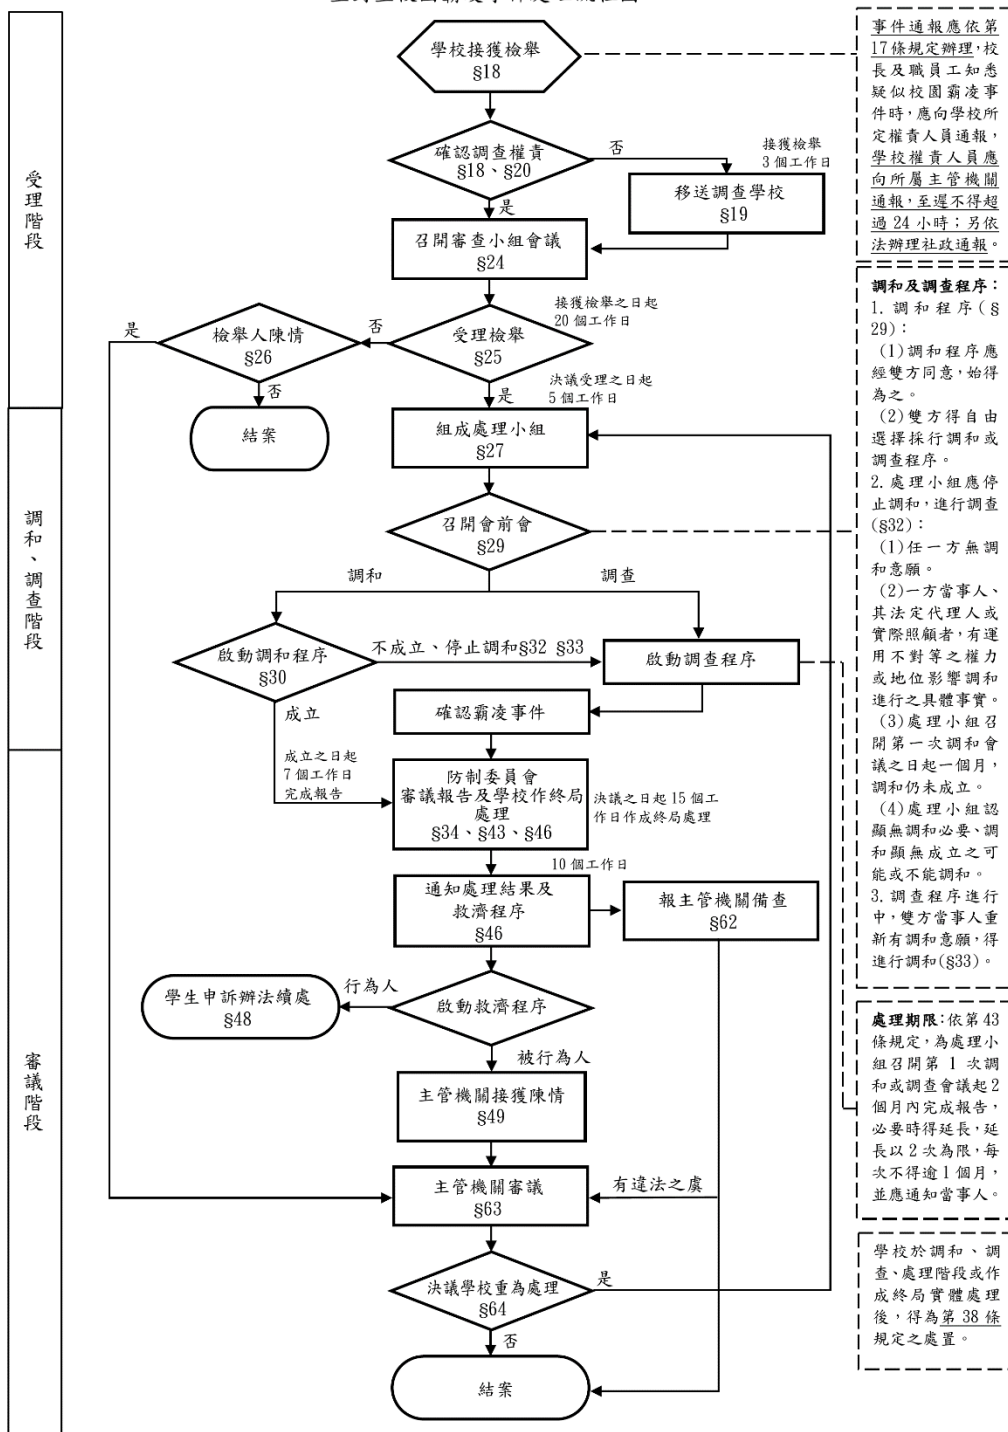 受理階段
調和、調查階段
審議階段
學校接獲檢舉
§18
確認調查權責
§18、§20
否
接獲檢舉
3 個工作日
移送調查學校
§19
是
召開審查小組會議
§24
接獲檢舉之日起
20 個工作日
受理檢舉
§25
否
檢舉人陳情
§26
是
否
結案
決議受理之日起
5 個工作日
是
組成處理小組
§27
召開會前會
§29
調和
調查
啟動調和程序
§30
不成立、停止調和§32 §33
啟動調查程序
成立
確認霸凌事件
成立之日起
7 個工作日
完成報告
防制委員會
審議報告及學校作終局
處理
§34、§43、§46
決議之日起 15 個工
作日作成終局處理
10 個工作日
通知處理結果及
救濟程序
§46
報主管機關備查
§62
啟動救濟程序
行為人
學生申訴辦法續處
§48
被行為人
主管機關接獲陳情
§49
主管機關審議
§63
有違法之虞
決議學校重為處理
§64
是
否
結案
事件通報應依第
17條規定辦理,校
長及職員工知悉
疑似校園霸凌事
件時,應向學校所
定權責人員通報,
學校權責人員應
向所屬主管機關
通報,至遲不得超
過 24 小時;另依
法辦理社政通報。
調和及調查程序:
1. 調和程序(§
29):
(1)調和程序應
經雙方同意,始得
為之。
(2)雙方得自由
選擇採行調和或
調查程序。
2. 處理小組應停
止調和,進行調查
(§32):
(1)任一方無調
和意願。
(2)一方當事人、
其法定代理人或
實際照顧者,有運
用不對等之權力
或地位影響調和
進行之具體事實。
(3)處理小組召
開第一次調和會
議之日起一個月,
調和仍未成立。
(4)處理小組認
顯無調和必要、調
和顯無成立之可
能或不能調和。
3. 調查程序進行
中,雙方當事人重
新有調和意願,得
進行調和(§33)。
處理期限:依第 43
條規定,為處理小
組召開第 1 次調
和或調查會議起 2
個月內完成報告,
必要時得延長,延
長以 2 次為限,每
次不得逾 1 個月,
並應通知當事人。
學校於調和、調
查、處理階段或作
成終局實體處理
後,得為第 38 條
規定之處置。